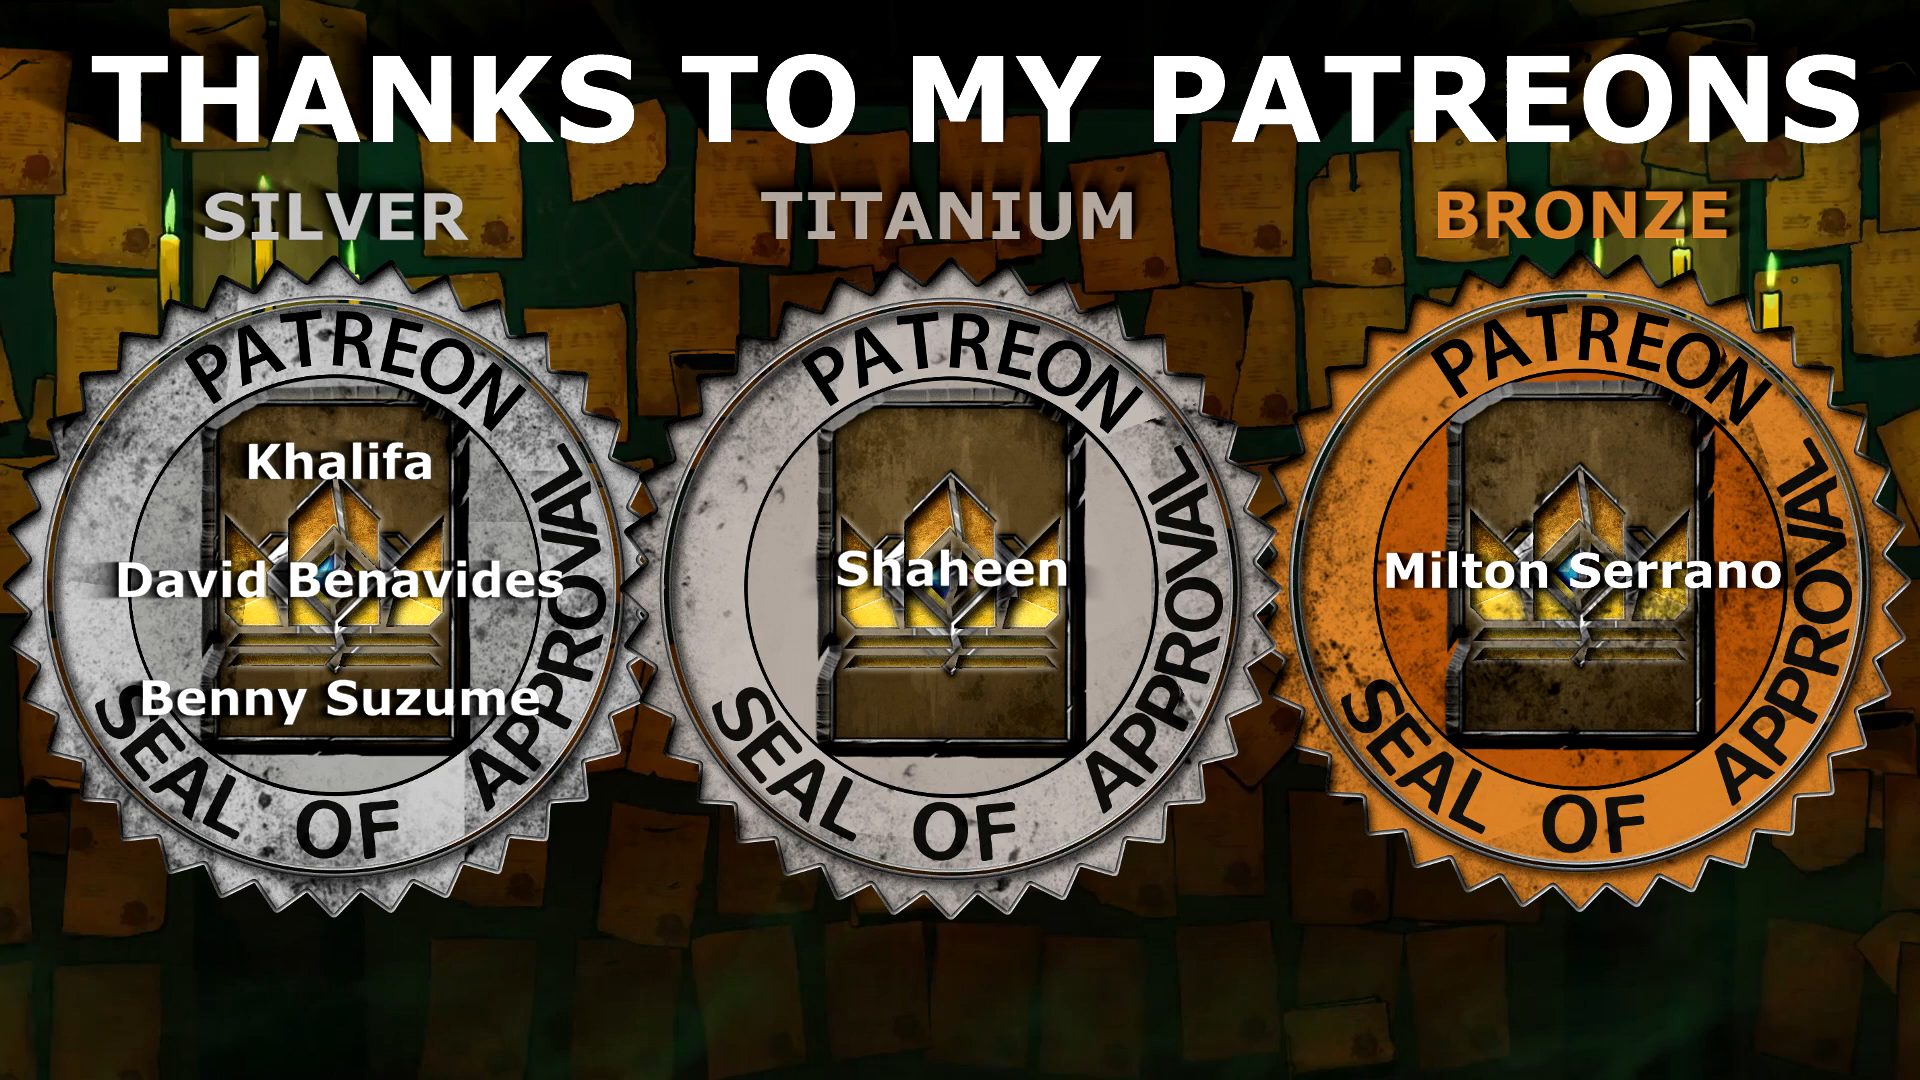 THANKS TO MY PATREONS
SILVER
PATREON
SEAL OF APPROVAL
Khalifa
David Benavides
Benny Suzume
TITANIUM
PATREON
SEAL OF APPROVAL
Shaheen
BRONZE
PATREON
SEAL OF APPROVAL
Milton Serrano